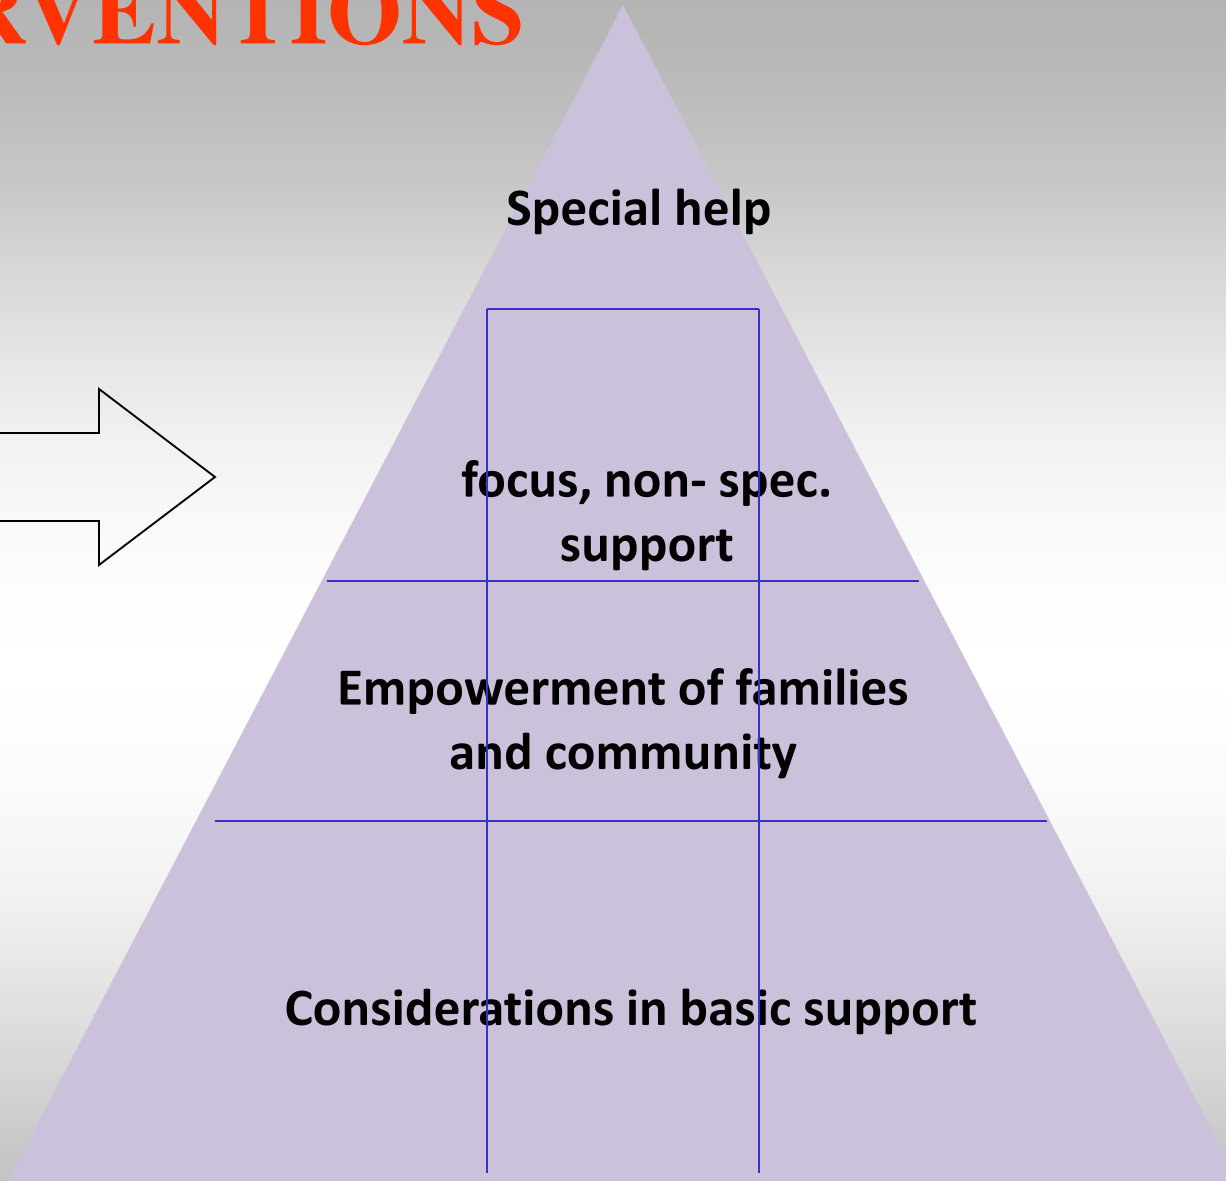 RVENTIONS
Special help
focus, non- spec.
support
Empowerment of families
and community
Considerations in basic support